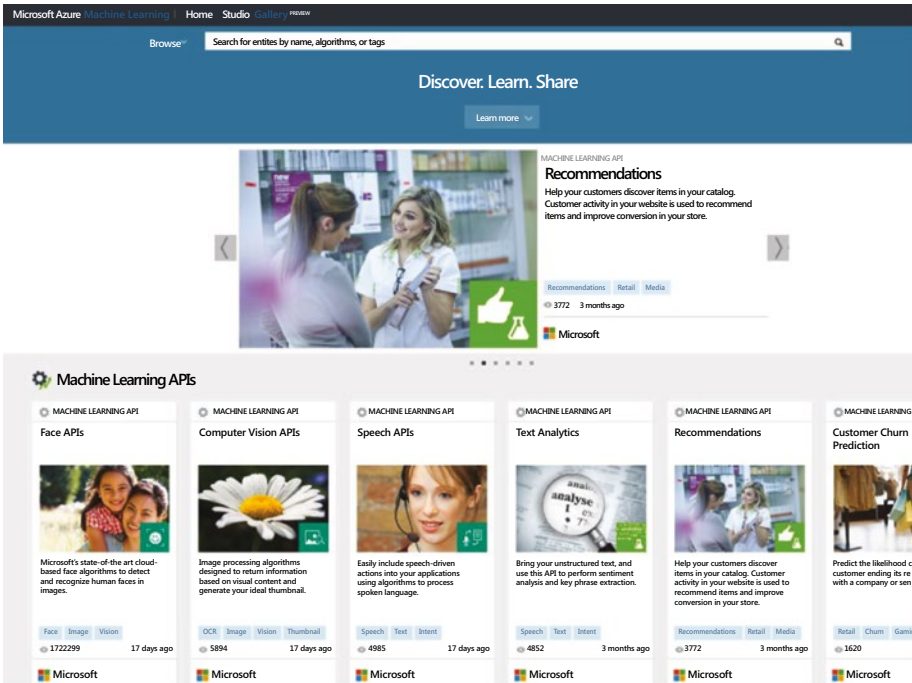 Microsoft Azure Machine Learning | Home Studio Gallery PREVIEW
Browse
Search for entites by name, algorithms, or tags
Discover. Learn. Share
Learn more
MACHINE LEARNING API
Recommendations
Help your customers discover items in your catalog.
Customer activity in your website is used to recommend
items and improve conversion in your store.
Recommendations Retail Media
3772 3 months ago
Microsoft
Machine Learning APIs
MACHINE LEARNING API
Face APIs
Microsoft's state-of-the art cloud-
based face algorithms to detect
and recognize human faces in
images.
Face Image Vision
1722299 17 days ago
Microsoft
MACHINE LEARNING API
Computer Vision APIs
Image processing algorithms
designed to return information
based on visual content and
generate your ideal thumbnail.
OCR Image Vision Thumbnail
5894 17 days ago
Microsoft
MACHINE LEARNING API
Speech APIs
Easily include speech-driven
actions into your applications
using algorithms to process
spoken language.
Speech Text Intent
4985 17 days ago
Microsoft
MACHINE LEARNING API
Text Analytics
analyse
Bring your unstructured text, and
use this API to perform sentiment
analysis and key phrase extraction.
Speech Text Intent
4852 3 months ago
Microsoft
MACHINE LEARNING API
Recommendations
Help your customers discover
items in your catalog. Customer
activity in your website is used to
recommend items and improve
conversion in your store.
Recommendations Retail Media
3772 3 months ago
Microsoft
MACHINE LEARNING
Customer Churn
Prediction
Predict the likelihood c
customer ending its re
with a company or sen
Retail Churn Gami
1620
Microsoft